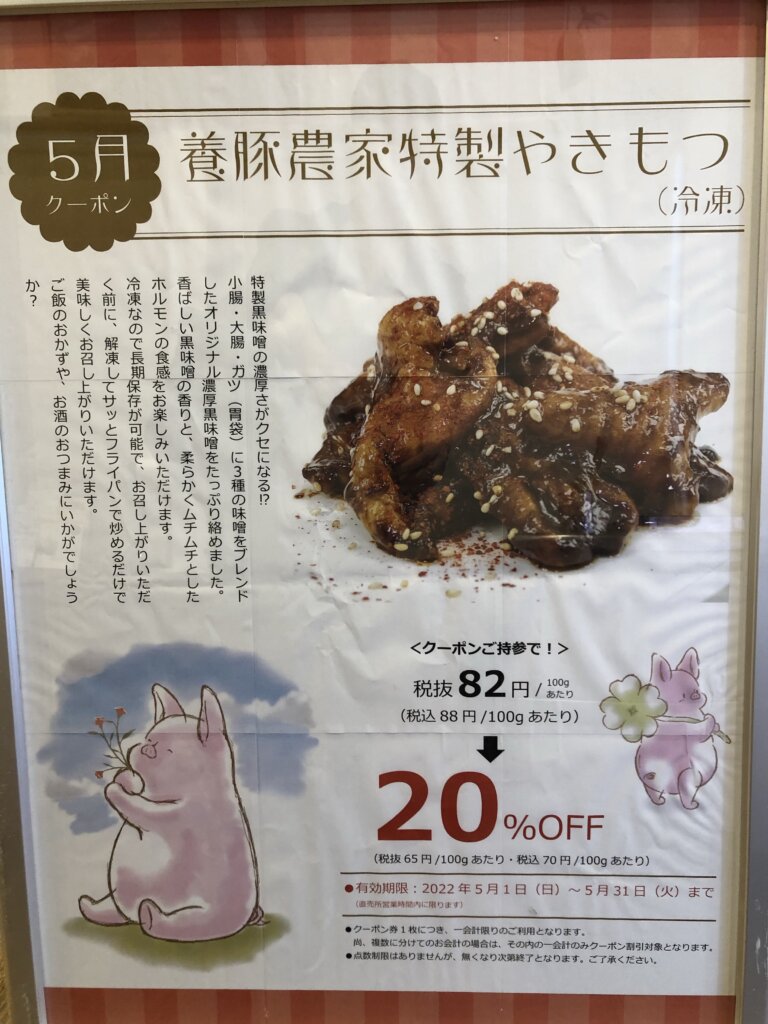 5月
クーポン
養豚農家特製やきもつ
（冷凍）
特製黒味噌の濃厚さがクセになる!?
小腸・大腸・ガツ（胃袋）に3種の味噌をブレンド
したオリジナル濃厚黒味噌をたっぷり絡めました。
香ばしい黒味噌の香りと、柔らかくムチムチとした
ホルモンの食感をお楽しみいただけます。
冷凍なので長期保存が可能で、お召し上がりいただ
く前に、解凍してサッとフライパンで炒めるだけで
美味しくお召し上がりいただけます。
ご飯のおかずや、お酒のおつまみにいかがでしょう
か？
＜クーポンご持参で！＞
税抜 82 円 / 100g あたり
（税込 88 円 /100g あたり）
20 %OFF
（税抜 65 円 /100g あたり・税込 70 円 /100g あたり）
●有効期限：2022 年 5 月 1 日（日）～5 月 31 日（火）まで
（直売所営業時間内に限ります）
●クーポン券 1 枚につき、一会計限りのご利用となります。
尚、複数に分けてのお会計の場合は、その内の一会計のみクーポン割引対象となります。
●点数制限はありませんが、無くなり次第終了となります。ご了承ください。